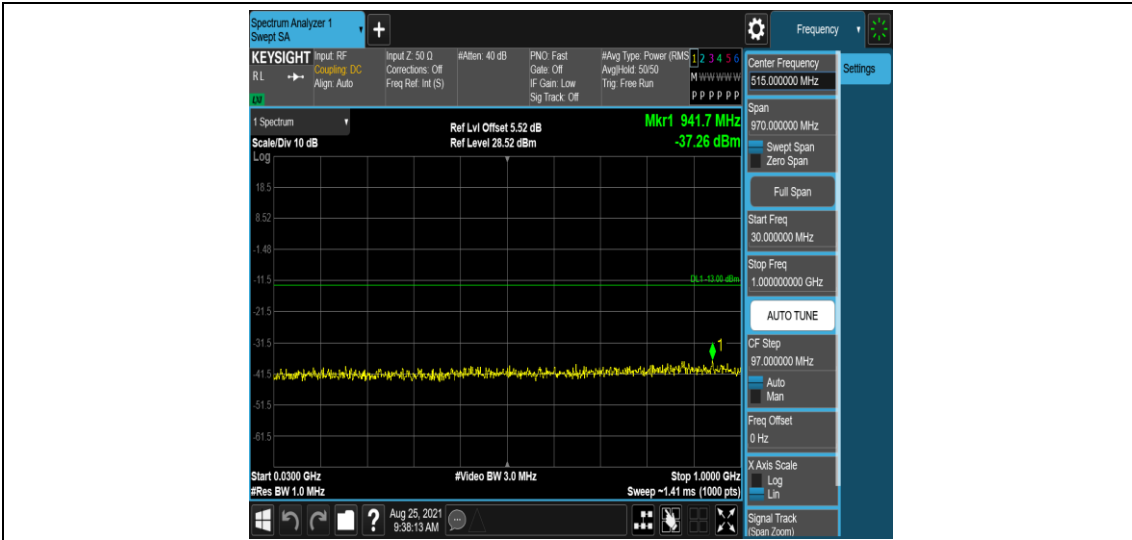 Spectrum Analyzer 1
Swept SA
+
Frequency
KEYSIGHT
RL
LXI
Input: RF
Coupling: DC
Align: Auto
Input Z: 50 Ω
Corrections: Off
Freq Ref: Int (S)
#Atten: 40 dB
PNO: Fast
Gate: Off
IF Gain: Low
Sig Track: Off
#Avg Type: Power (RMS
Avg|Hold: 50/50
Trig: Free Run
1 2 3 4 5 6
M W W W W W
P P P P P P
Center Frequency
515.000000 MHz
Settings
1 Spectrum
Scale/Div 10 dB
Log
Ref Lvl Offset 5.52 dB
Ref Level 28.52 dBm
Mkr1 941.7 MHz
-37.26 dBm
18.5
8.52
-1.48
-11.5
-21.5
-31.5
-41.5
-51.5
-61.5
DL1 -13.00 dBm
1
Start 0.0300 GHz
#Res BW 1.0 MHz
#Video BW 3.0 MHz
Stop 1.0000 GHz
Sweep ~1.41 ms (1000 pts)
Span
970.000000 MHz
Swept Span
Zero Span
Full Span
Start Freq
30.000000 MHz
Stop Freq
1.000000000 GHz
AUTO TUNE
CF Step
97.000000 MHz
Auto
Man
Freq Offset
0 Hz
X Axis Scale
Log
Lin
Signal Track
(Span Zoom)
?
Aug 25, 2021
9:38:13 AM